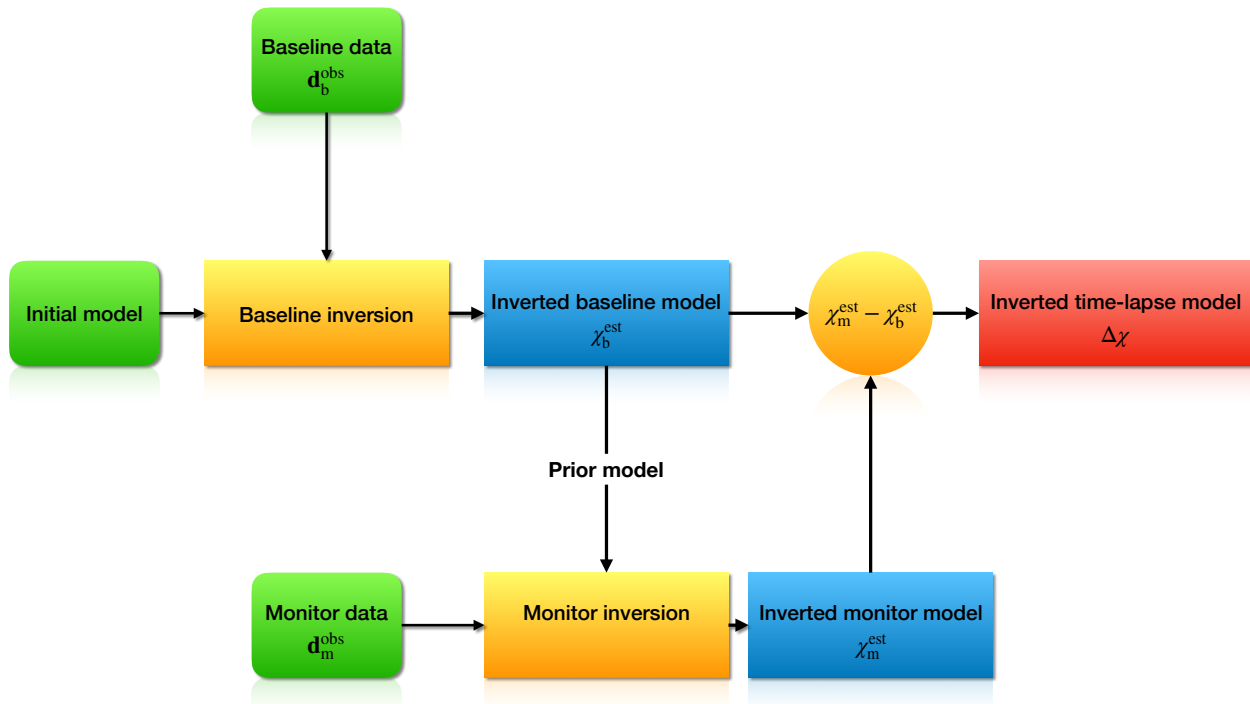 Baseline data
𝐝_b^obs
Initial model
Baseline inversion
Inverted baseline model
χ_b^est
χ_m^est − χ_b^est
Inverted time-lapse model
Δχ
Prior model
Monitor data
𝐝_m^obs
Monitor inversion
Inverted monitor model
χ_m^est